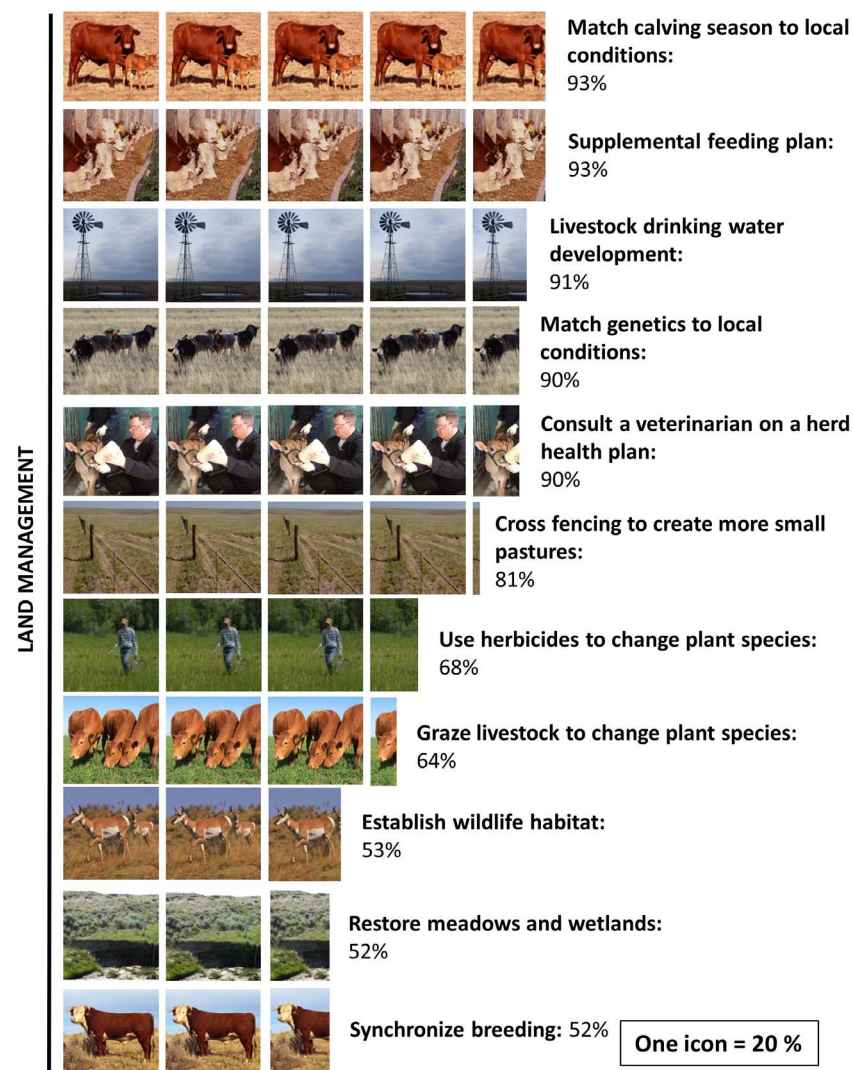 LAND MANAGEMENT
Match calving season to local
conditions:
93%
Supplemental feeding plan:
93%
Livestock drinking water
development:
91%
Match genetics to local
conditions:
90%
Consult a veterinarian on a herd
health plan:
90%
Cross fencing to create more small
pastures:
81%
Use herbicides to change plant species:
68%
Graze livestock to change plant species:
64%
Establish wildlife habitat:
53%
Restore meadows and wetlands:
52%
Synchronize breeding: 52%
One icon = 20 %